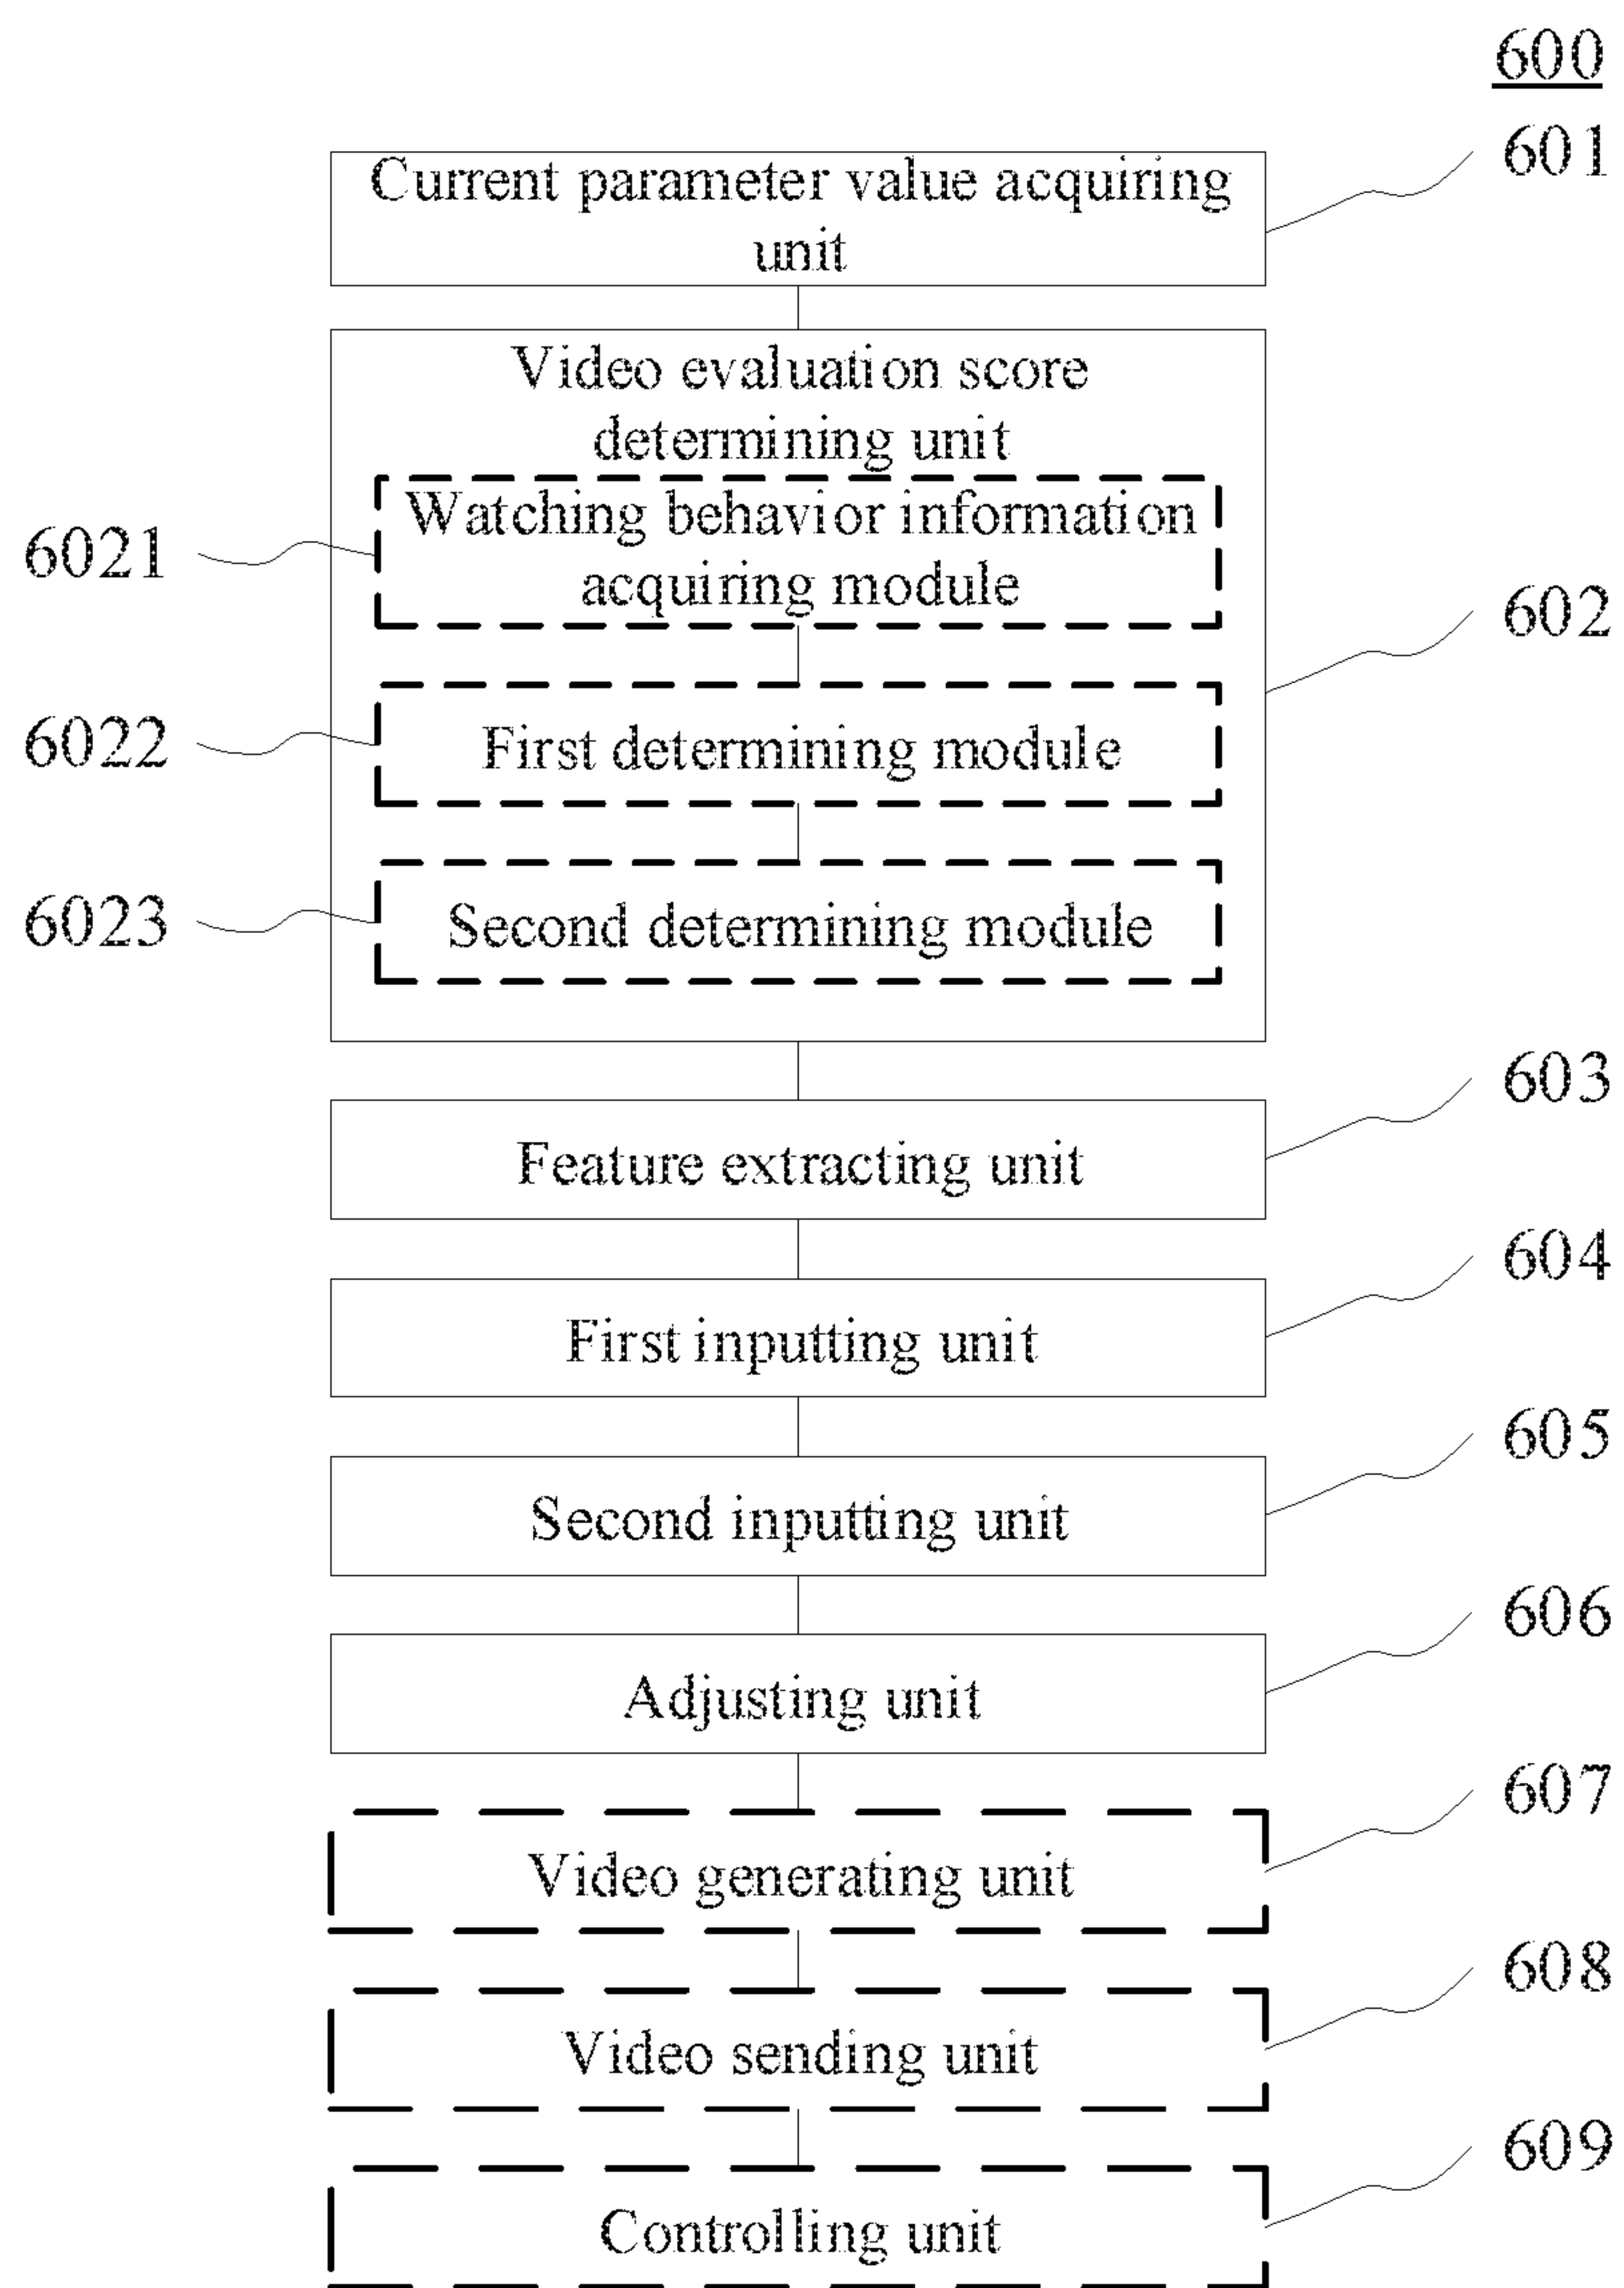 600
601
Current parameter value acquiring
unit
Video evaluation score
determining unit
6021
Watching behavior information
acquiring module
602
6022
First determining module
6023
Second determining module
603
Feature extracting unit
604
First inputting unit
605
Second inputting unit
606
Adjusting unit
607
Video generating unit
608
Video sending unit
609
Controlling unit